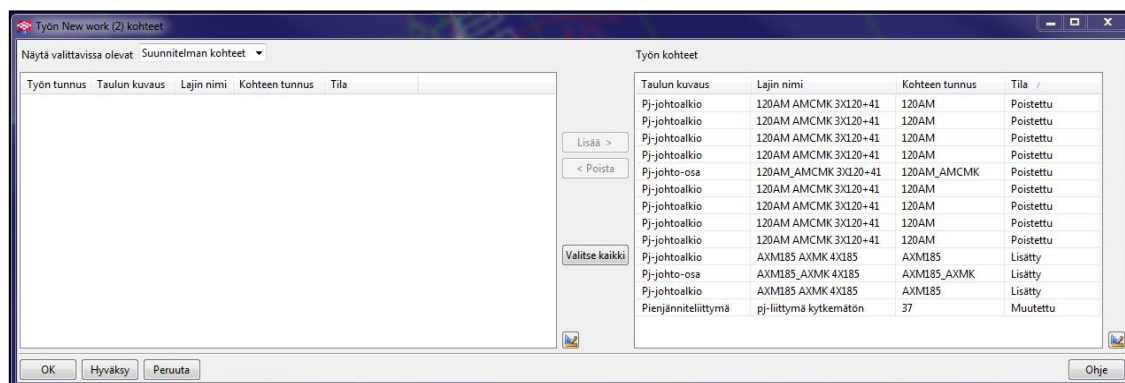 Työn New work (2) kohteet
Näytä valittavissa olevat Suunnitelman kohteet
Työn tunnus Taulun kuvaus Lajin nimi Kohteen tunnus Tila
Lisää >
< Poista
Valitse kaikki
Työn kohteet
Taulun kuvaus Lajin nimi Kohteen tunnus Tila
Pj-johtoalkio 120AM AMCMK 3X120+41 120AM Poistettu
Pj-johtoalkio 120AM AMCMK 3X120+41 120AM Poistettu
Pj-johtoalkio 120AM AMCMK 3X120+41 120AM Poistettu
Pj-johtoalkio 120AM AMCMK 3X120+41 120AM Poistettu
Pj-johto-osa 120AM_AMCMK 3X120+41 120AM_AMCMK Poistettu
Pj-johtoalkio 120AM AMCMK 3X120+41 120AM Poistettu
Pj-johtoalkio 120AM AMCMK 3X120+41 120AM Poistettu
Pj-johtoalkio 120AM AMCMK 3X120+41 120AM Poistettu
Pj-johtoalkio 120AM AMCMK 3X120+41 120AM Poistettu
Pj-johtoalkio AXM185 AXMK 4X185 AXM185 Lisätty
Pj-johto-osa AXM185_AXMK 4X185 AXM185_AXMK Lisätty
Pj-johtoalkio AXM185 AXMK 4X185 AXM185 Lisätty
Pienjänniteliittymä pj-liittymä kytkemätön 37 Muutettu
OK Hyväksy Peruuta Ohje